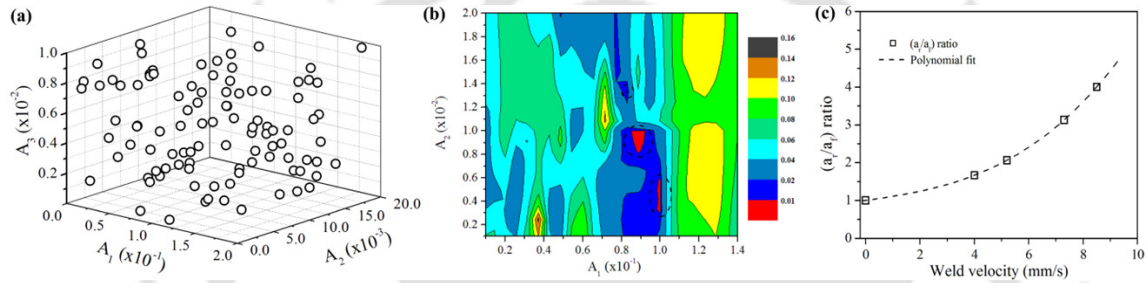 (a)
1.0
0.8
0.6
0.4
0.2
A₃ (x10⁻²)
0.0
0.5
1.0
1.5
2.0
A₁ (x10⁻¹)
0.0
5.0
10.0
15.0
20.0
A₂ (x10⁻³)
(b)
2.0
1.8
1.6
1.4
1.2
1.0
0.8
0.6
0.4
0.2
A₂ (x10⁻²)
0.2 0.4 0.6 0.8 1.0 1.2 1.4
A₁ (x10⁻¹)
0.16
0.14
0.12
0.10
0.08
0.06
0.04
0.02
0.01
(c)
6
5
4
3
2
1
0
(aᵣ/a_f) ratio
(aᵣ/a_f) ratio
Polynomial fit
0 2 4 6 8 10
Weld velocity (mm/s)